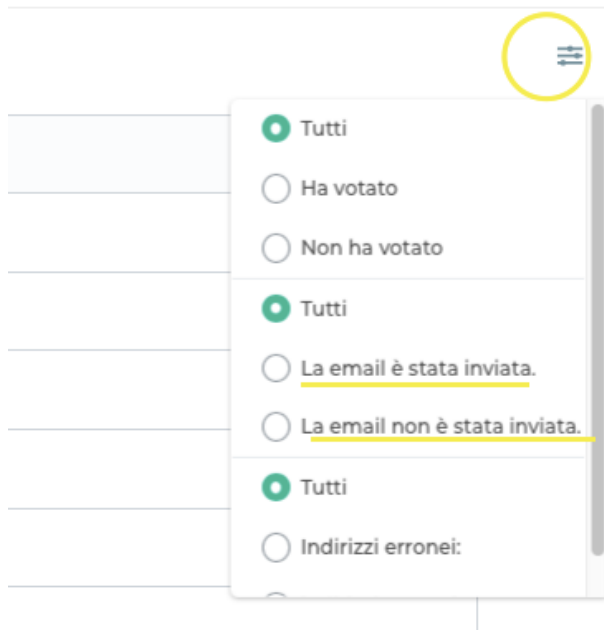 Tutti
Ha votato
Non ha votato
Tutti
La email è stata inviata.
La email non è stata inviata.
Tutti
Indirizzi erronei: